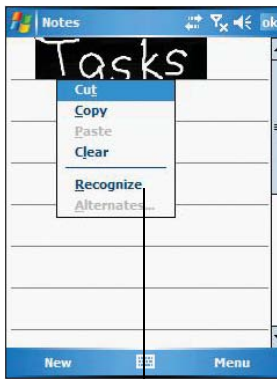 Notes
ok
Tasks
Cut
Copy
Paste
Clear
Recognize
Alternates...
New
Menu